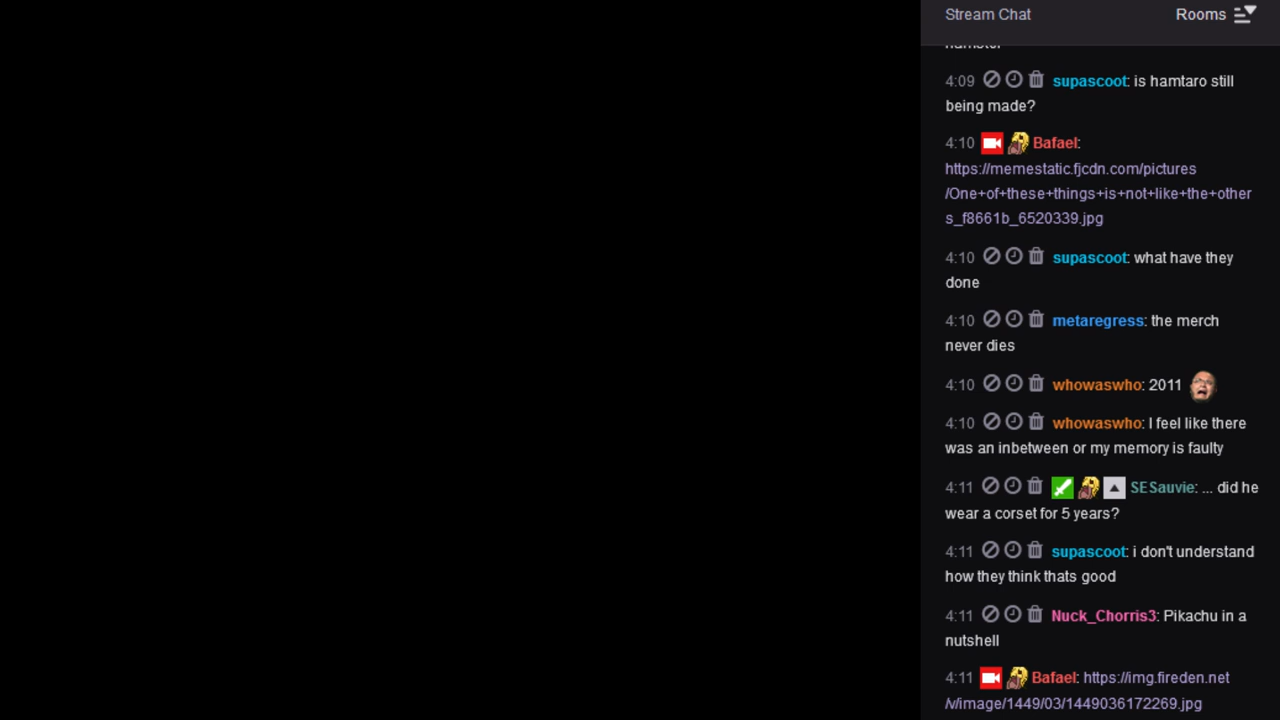 Stream Chat
Rooms
hamster
4:09 supascoot: is hamtaro still
being made?
4:10 Bafael:
https://memestatic.fjcdn.com/pictures
/One+of+these+things+is+not+like+the+other
s_f8661b_6520339.jpg
4:10 supascoot: what have they
done
4:10 metaregress: the merch
never dies
4:10 whowaswho: 2011
4:10 whowaswho: I feel like there
was an inbetween or my memory is faulty
4:11 SESauvie: ... did he
wear a corset for 5 years?
4:11 supascoot: i don't understand
how they think thats good
4:11 Nuck_Chorris3: Pikachu in a
nutshell
4:11 Bafael: https://img.fireden.net
/v/image/1449/03/1449036172269.jpg